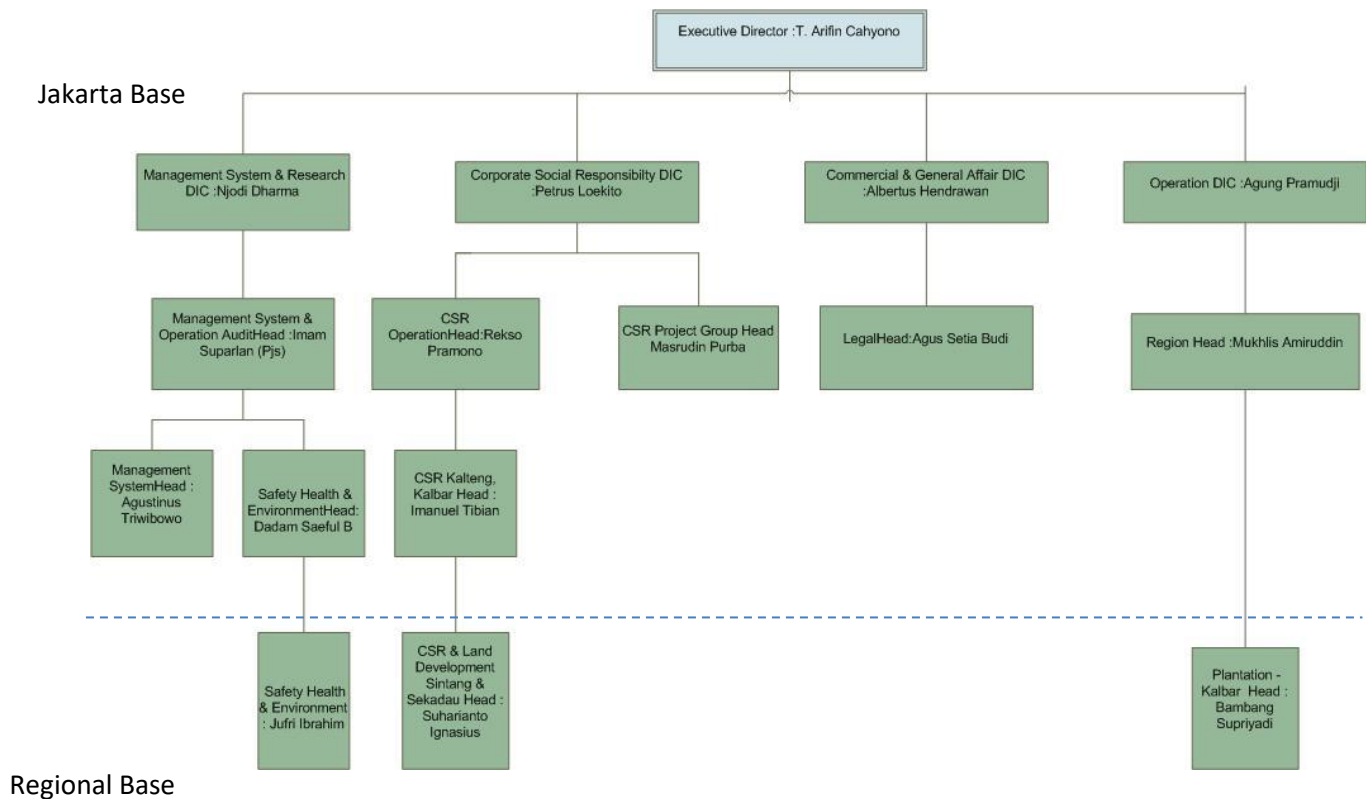 Executive Director :T. Arifin Cahyono
Jakarta Base
Management System & Research
DIC :Njodi Dharma
Corporate Social Responsibilty DIC
:Petrus Loekito
Commercial & General Affair DIC
:Albertus Hendrawan
Operation DIC :Agung Pramudji
Management System &
Operation AuditHead :Imam
Suparlan (Pjs)
CSR
OperationHead:Rekso
Pramono
CSR Project Group Head
Masrudin Purba
LegalHead:Agus Setia Budi
Region Head :Mukhlis Amiruddin
Management
SystemHead :
Agustinus
Triwibowo
Safety Health &
EnvironmentHead:
Dadam Saeful B
CSR Kalteng,
Kalbar Head :
Imanuel Tibian
Safety Health
& Environment
: Jufri Ibrahim
CSR & Land
Development
Sintang &
Sekadau Head :
Suharianto
Ignasius
Plantation -
Kalbar Head :
Bambang
Supriyadi
Regional Base